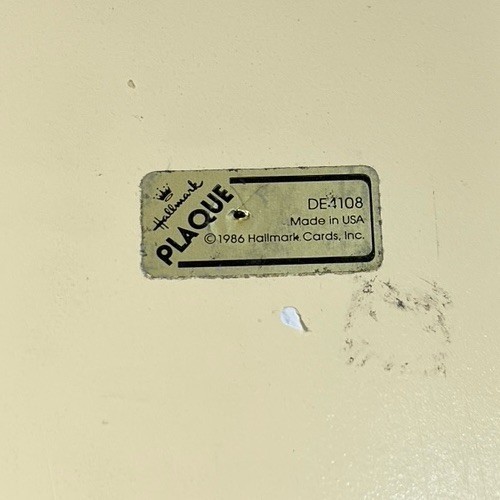 Hallmark
PLAQUE
DE4108
Made in USA
©1986 Hallmark Cards, Inc.